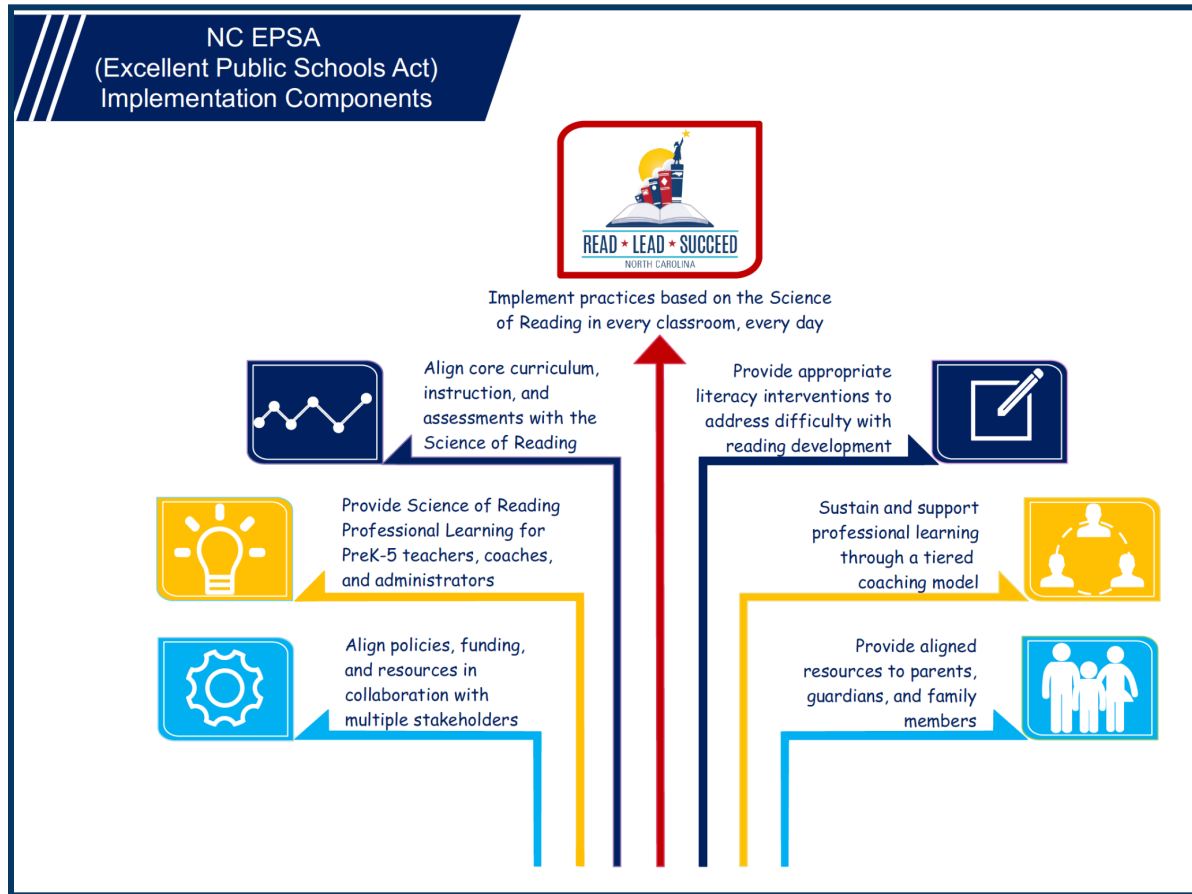 NC EPSA
(Excellent Public Schools Act)
Implementation Components
READ ★ LEAD ★ SUCCEED
NORTH CAROLINA
Implement practices based on the Science
of Reading in every classroom, every day
Align core curriculum,
instruction, and
assessments with the
Science of Reading
Provide appropriate
literacy interventions to
address difficulty with
reading development
Provide Science of Reading
Professional Learning for
PreK-5 teachers, coaches,
and administrators
Sustain and support
professional learning
through a tiered
coaching model
Align policies, funding,
and resources in
collaboration with
multiple stakeholders
Provide aligned
resources to parents,
guardians, and family
members